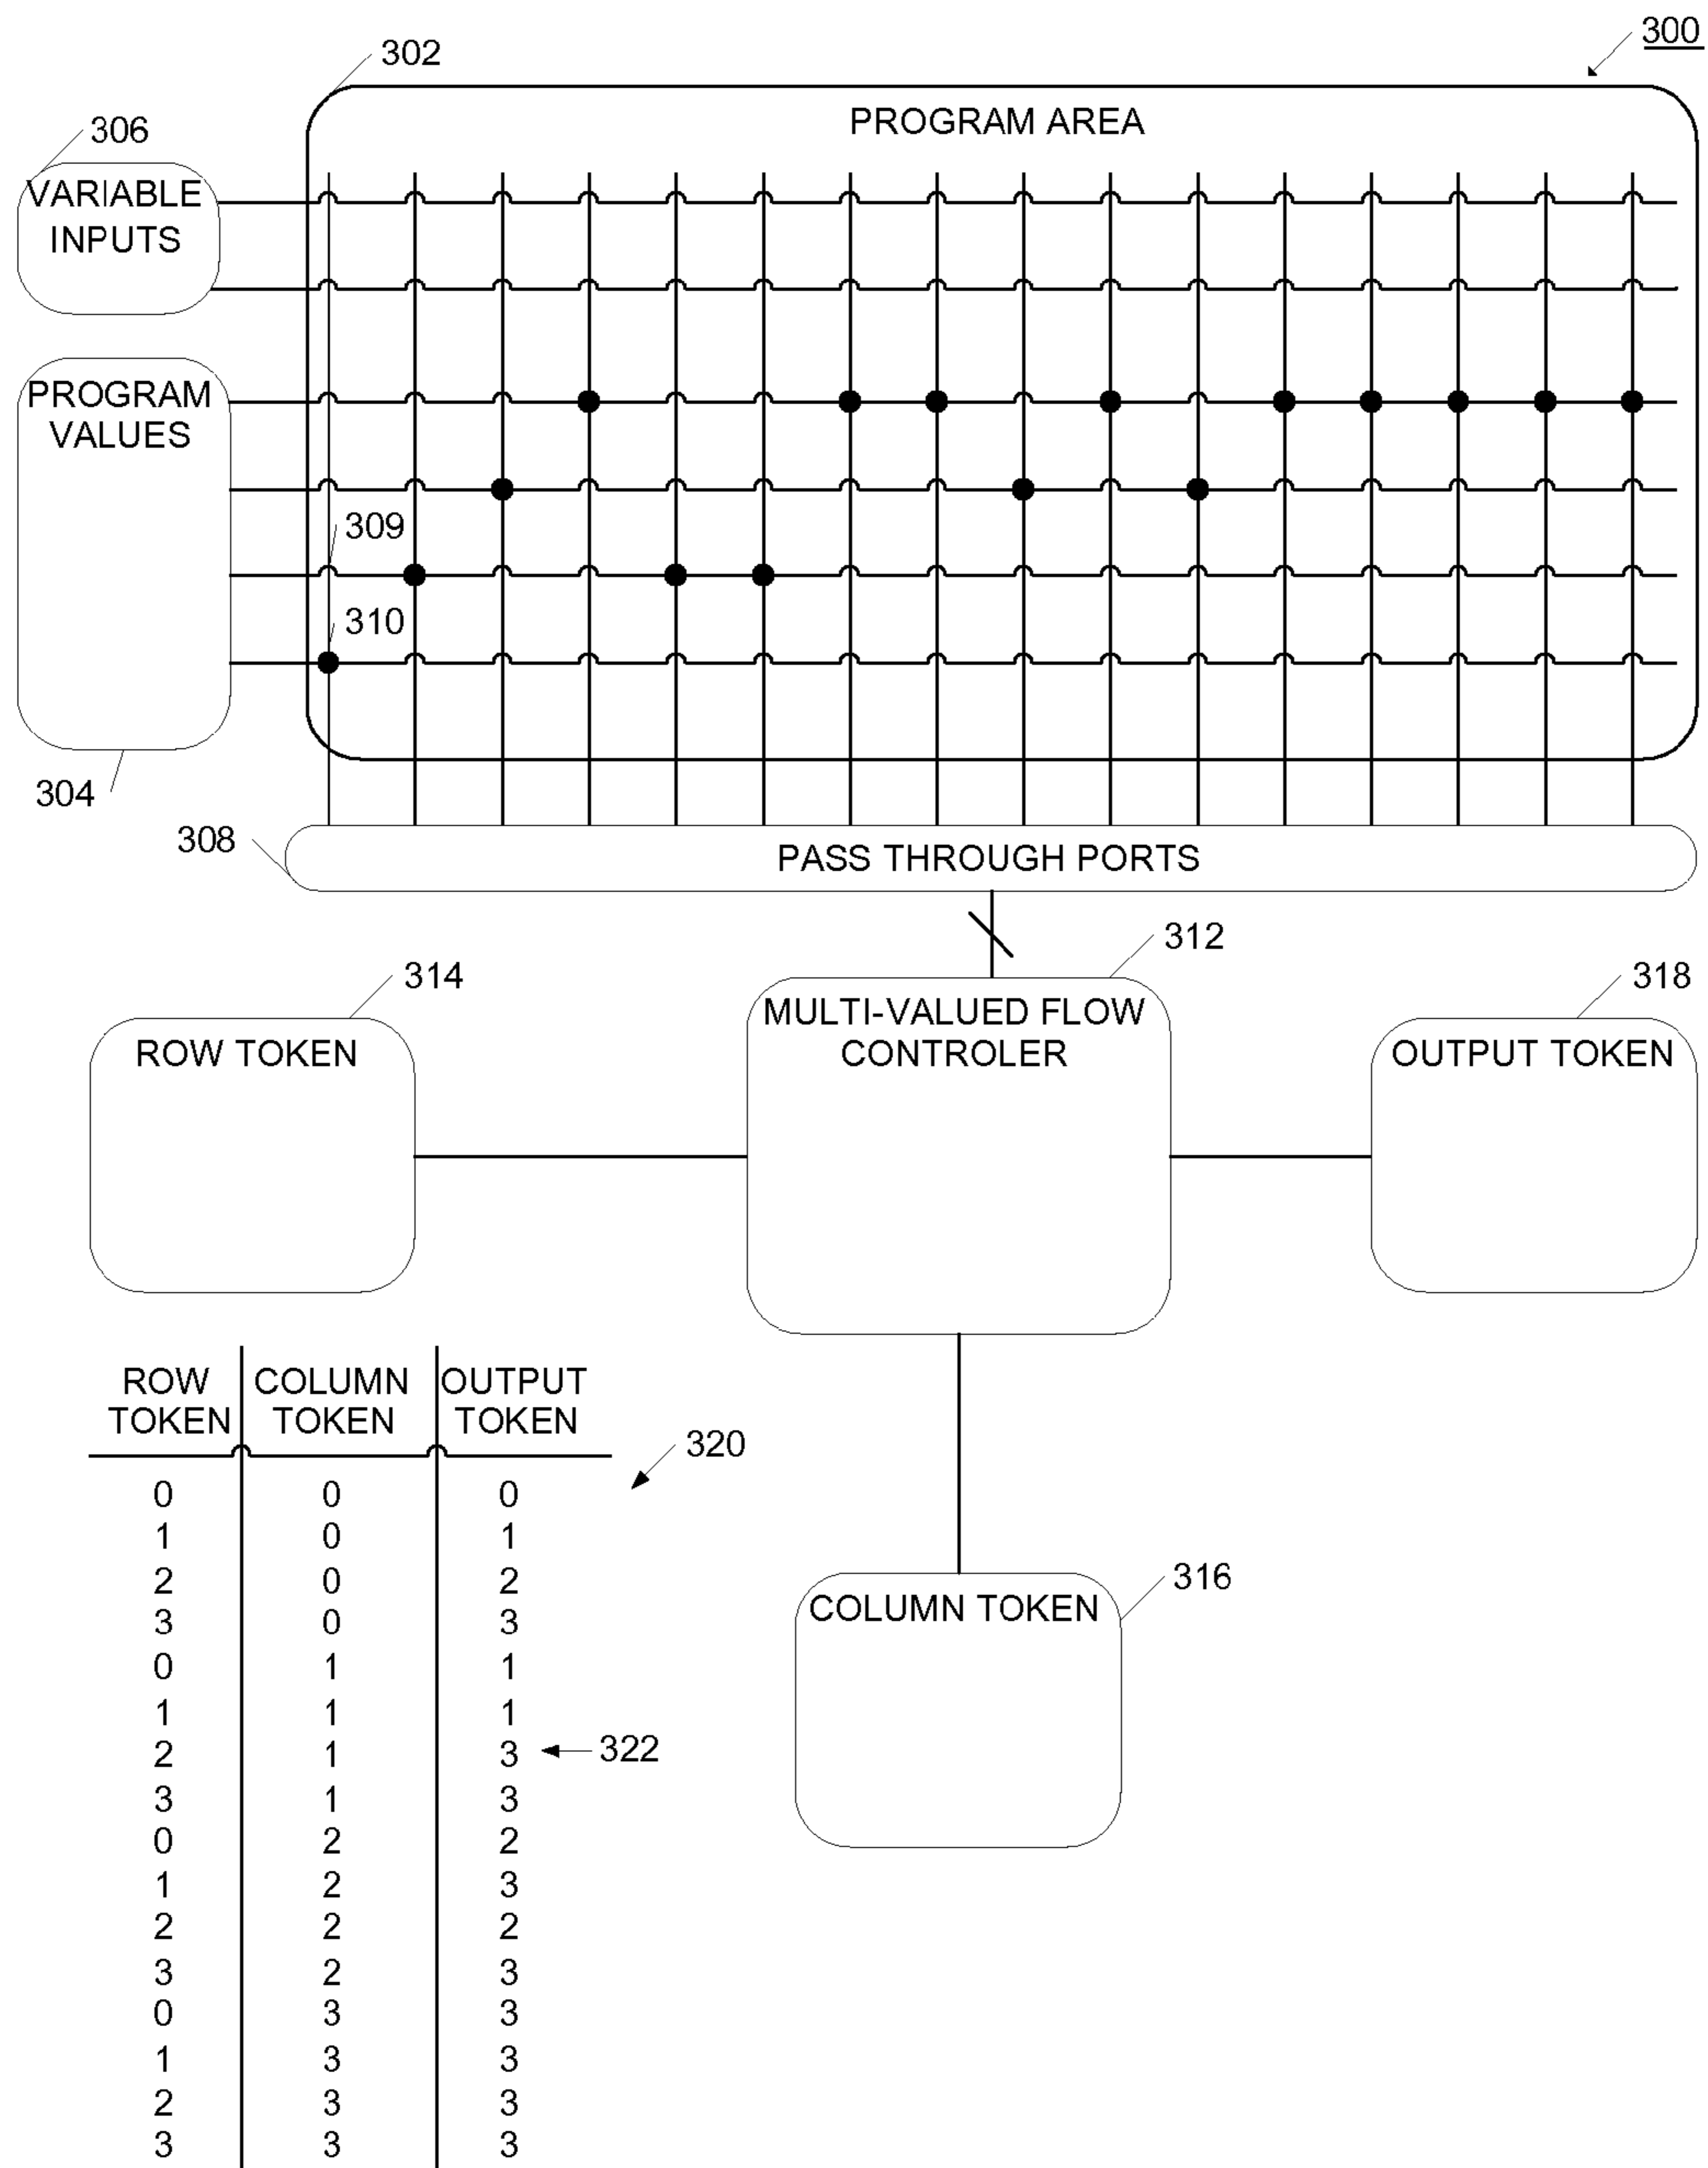 300
302
PROGRAM AREA
306
VARIABLE
INPUTS
PROGRAM
VALUES
309
310
304
308
PASS THROUGH PORTS
312
314
318
MULTI-VALUED FLOW
CONTROLER
ROW TOKEN
OUTPUT TOKEN
316
COLUMN TOKEN
ROW TOKEN COLUMN TOKEN OUTPUT TOKEN
320
0 0 0
1 0 1
2 0 2
3 0 3
0 1 1
1 1 1
2 1 3 322
3 1 3
0 2 2
1 2 3
2 2 2
3 2 3
0 3 3
1 3 3
2 3 3
3 3 3